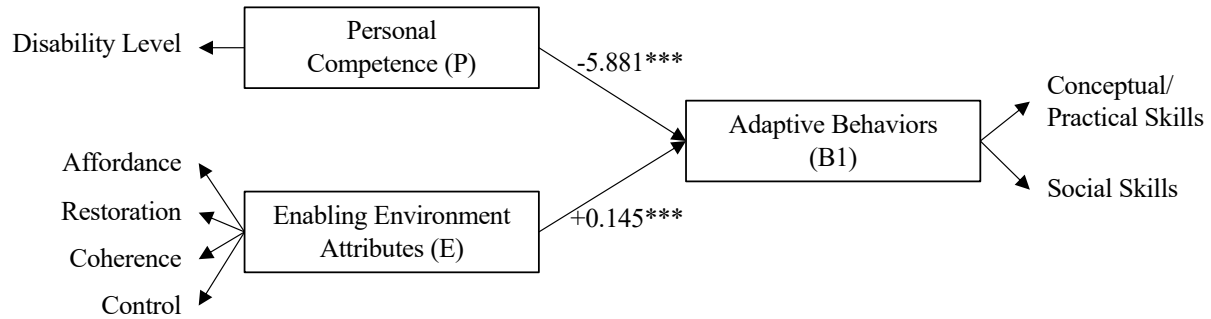 Disability Level
Personal
Competence (P)
-5.881***
Conceptual/
Practical Skills
Adaptive Behaviors
(B1)
Social Skills
Affordance
Restoration
Coherence
Control
Enabling Environment
Attributes (E)
+0.145***